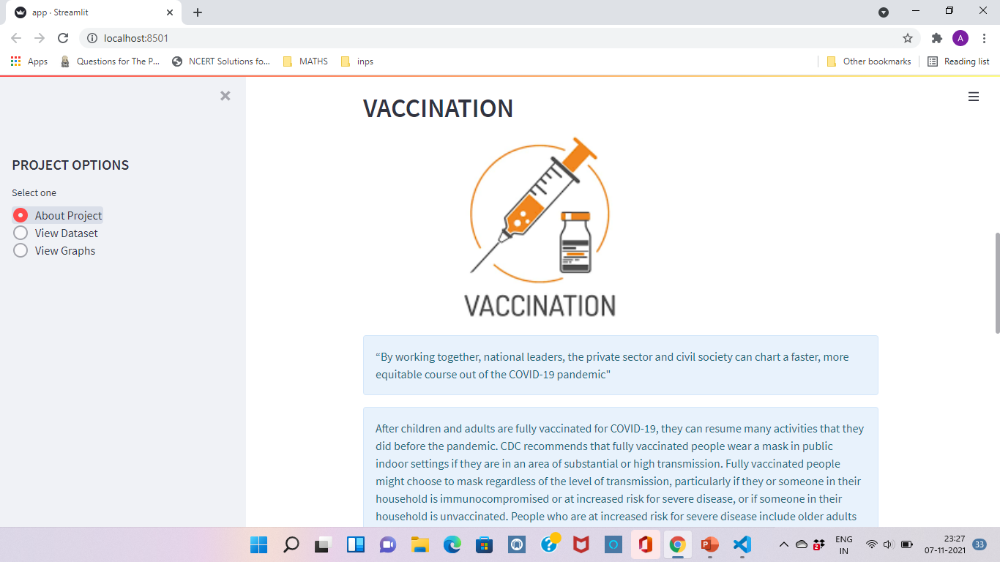 app · Streamlit
localhost:8501
A
Apps
Questions for The P...
NCERT Solutions fo...
MATHS
inps
Other bookmarks
Reading list
PROJECT OPTIONS
Select one
About Project
View Dataset
View Graphs
VACCINATION
VACCINATION
“By working together, national leaders, the private sector and civil society can chart a faster, more
equitable course out of the COVID-19 pandemic"
After children and adults are fully vaccinated for COVID-19, they can resume many activities that they
did before the pandemic. CDC recommends that fully vaccinated people wear a mask in public
indoor settings if they are in an area of substantial or high transmission. Fully vaccinated people
might choose to mask regardless of the level of transmission, particularly if they or someone in their
household is immunocompromised or at increased risk for severe disease, or if someone in their
household is unvaccinated. People who are at increased risk for severe disease include older adults
2
ENG
IN
23:27
07-11-2021
33